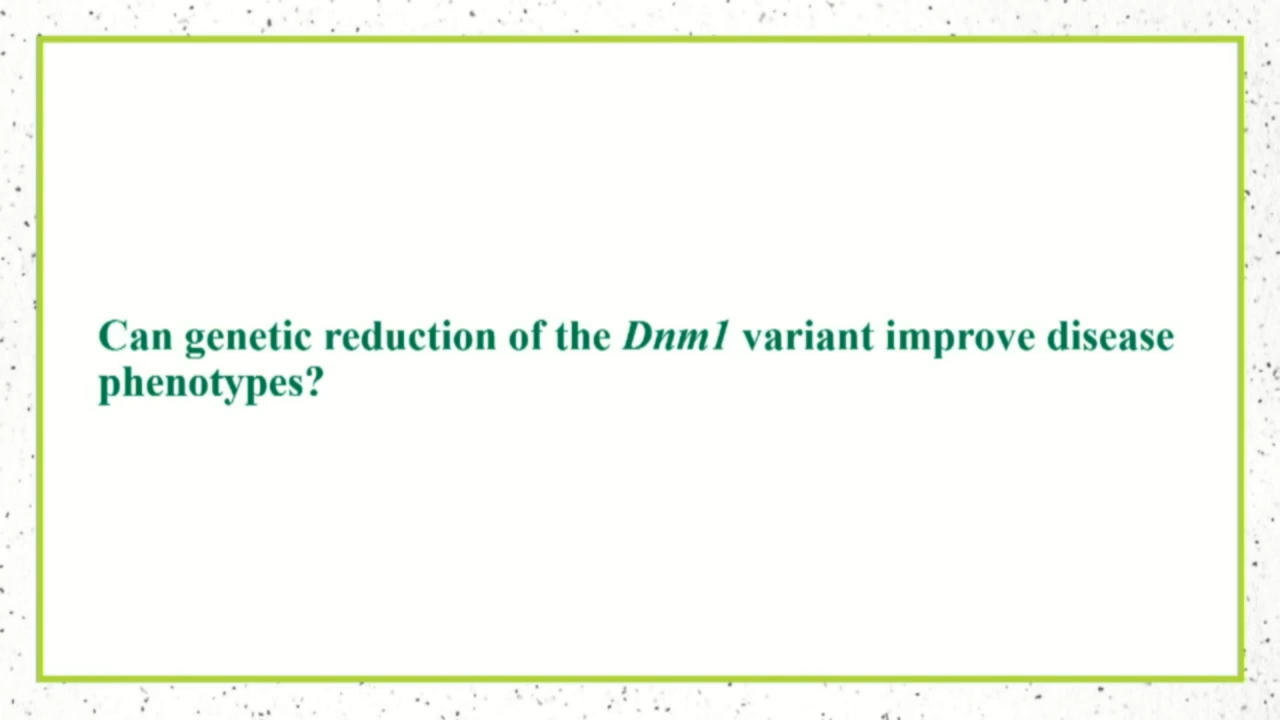 Can genetic reduction of the Dnm1 variant improve disease
phenotypes?